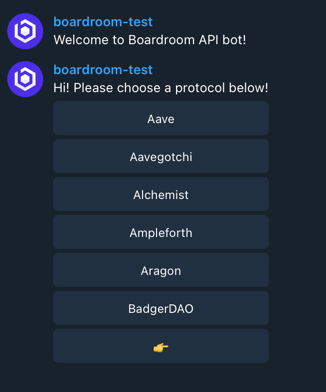 boardroom-test
Welcome to Boardroom API bot!
boardroom-test
Hi! Please choose a protocol below!
Aave
Aavegotchi
Alchemist
Ampleforth
Aragon
BadgerDAO
👉